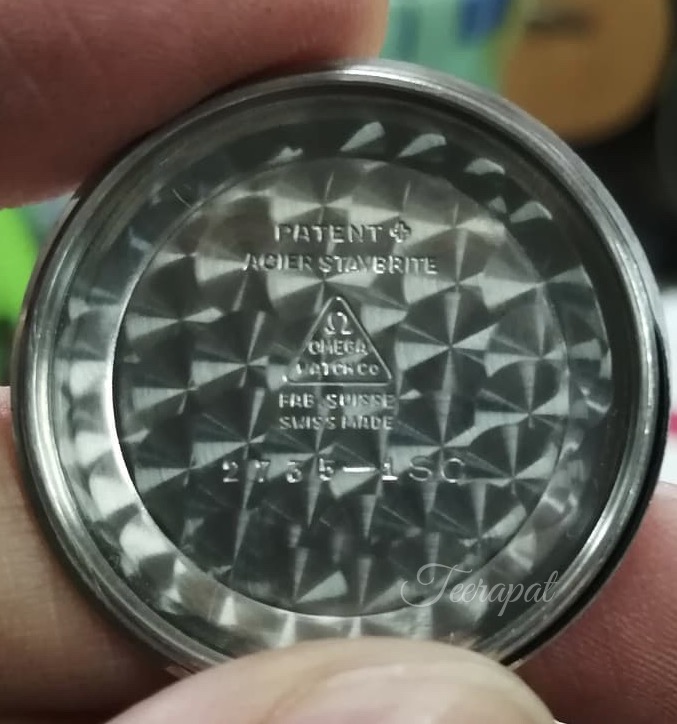 PATENT +
ACIER STAYBRITE
Ω
OMEGA
WATCH Co
FAB. SUISSE
SWISS MADE
2735-1SC
Teerapat